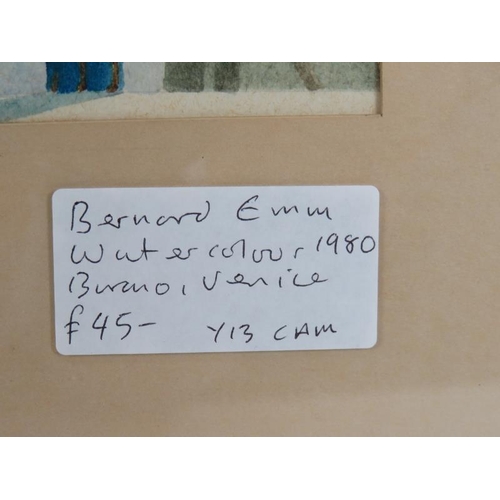 Bernard Emm
Watercolour, 1980
Burano, Venice
£45-  Y13 CAM